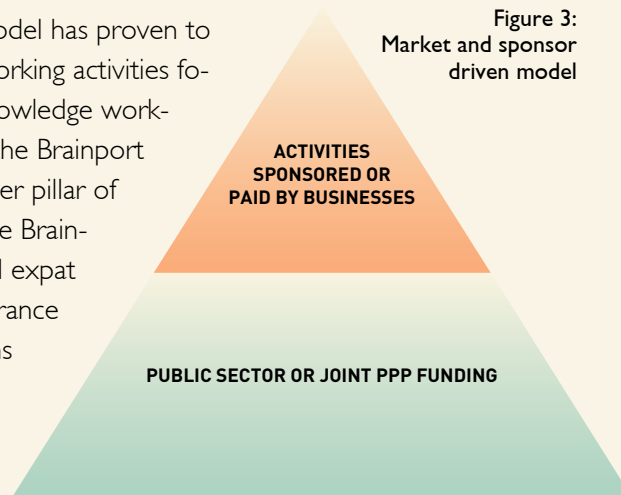 odel has proven to
orking activities fo-
owledge work-
he Brainport
er pillar of
e Brain-
l expat
rance
s
Figure 3:
Market and sponsor
driven model
ACTIVITIES
SPONSORED OR
PAID BY BUSINESSES
PUBLIC SECTOR OR JOINT PPP FUNDING